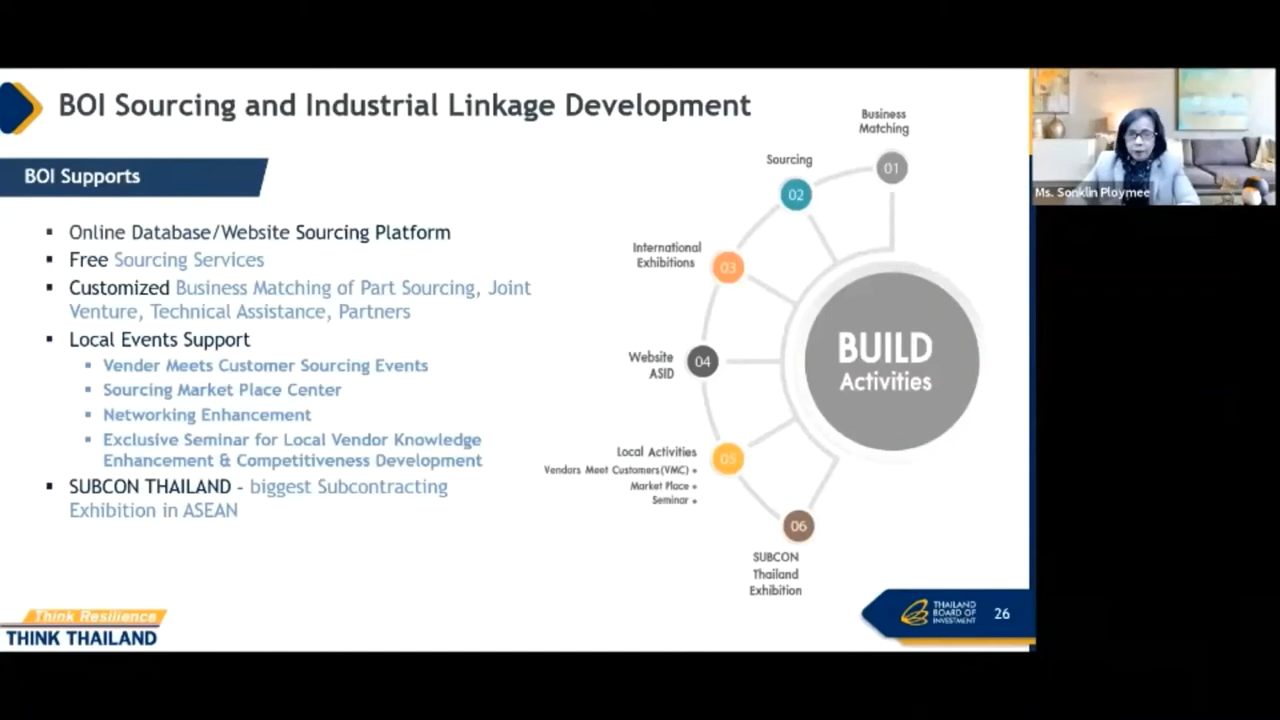 BOI Sourcing and Industrial Linkage Development
BOI Supports
▪ Online Database/Website Sourcing Platform
▪ Free Sourcing Services
▪ Customized Business Matching of Part Sourcing, Joint
Venture, Technical Assistance, Partners
▪ Local Events Support
▪ Vender Meets Customer Sourcing Events
▪ Sourcing Market Place Center
▪ Networking Enhancement
▪ Exclusive Seminar for Local Vendor Knowledge
Enhancement & Competitiveness Development
▪ SUBCON THAILAND - biggest Subcontracting
Exhibition in ASEAN
Business
Matching
01
Sourcing
02
International
Exhibitions
03
Website
ASID
04
Local Activities
05
Vendors Meet Customers(VMC) •
Market Place •
Seminar •
06
SUBCON
Thailand
Exhibition
BUILD
Activities
Think Resilience
THINK THAILAND
THAILAND
BOARD OF
INVESTMENT
26
Ms. Sonklin Ploymee